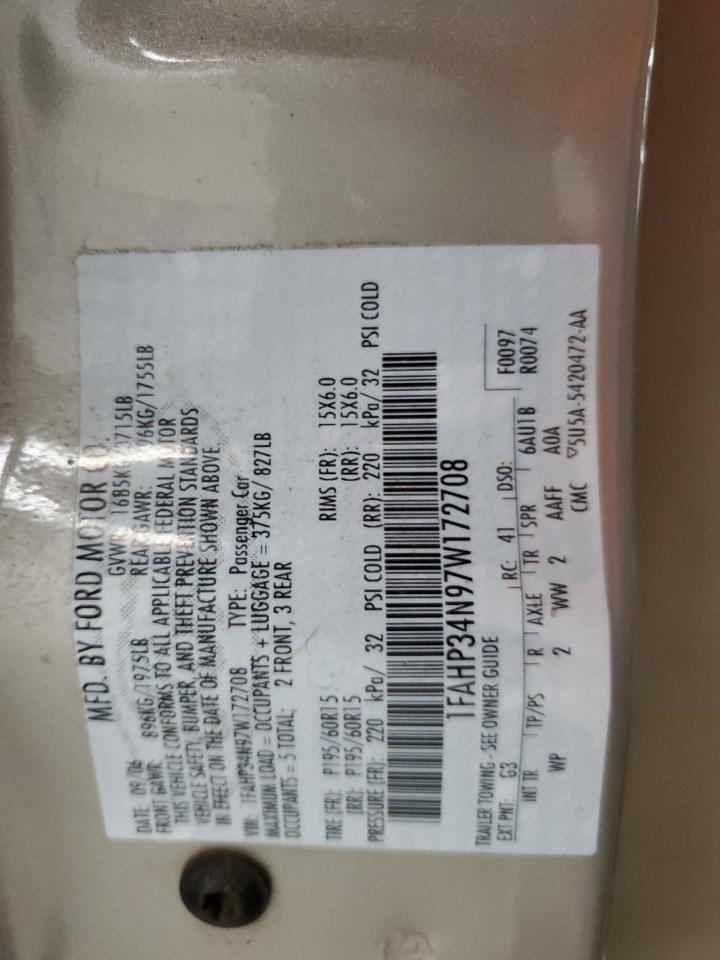 MFD. BY FORD MOTOR CO.
DATE: 09/06 GVWR: 1685KG/3715LB
FRONT GAWR: 896KG/1975LB REAR GAWR: 796KG/1755LB
THIS VEHICLE CONFORMS TO ALL APPLICABLE FEDERAL MOTOR
VEHICLE SAFETY, BUMPER, AND THEFT PREVENTION STANDARDS
IN EFFECT ON THE DATE OF MANUFACTURE SHOWN ABOVE.
VIN: 1FAHP34N97W172708 TYPE: Passenger Car
MAXIMUM LOAD = OCCUPANTS + LUGGAGE = 375KG/ 827LB
OCCUPANTS = 5 TOTAL; 2 FRONT, 3 REAR
TIRE (FR): P195/60R15 RIMS (FR): 15X6.0
(RR): P195/60R15 (RR): 15X6.0
PRESSURE (FR): 220 kPa/ 32 PSI COLD (RR): 220 kPa/ 32 PSI COLD
1FAHP34N97W172708
TRAILER TOWING - SEE OWNER GUIDE
EXT PNT: G3 RC: 41 DSO: F0097
INT TR TP/PS R AXLE TR SPR 6AU1B R0074
WP 2 WW 2 AAFF A0A
CMC ▽5U5A-5420472-AA